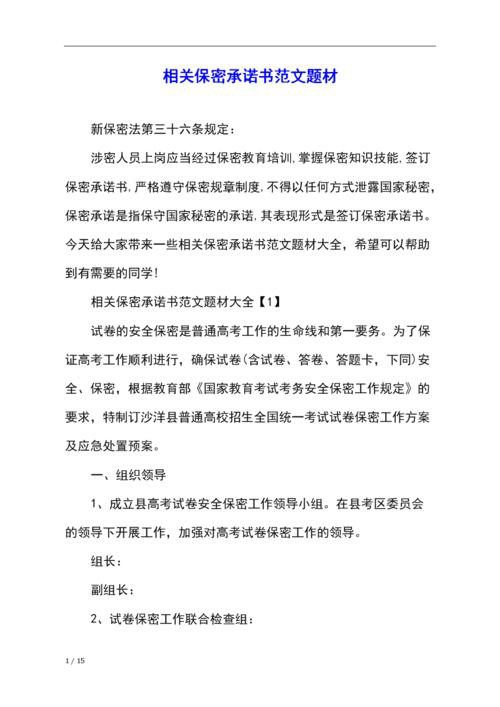 相关保密承诺书范文题材
新保密法第三十六条规定：
涉密人员上岗应当经过保密教育培训,掌握保密知识技能,签订
保密承诺书,严格遵守保密规章制度,不得以任何方式泄露国家秘密，
保密承诺是指保守国家秘密的承诺,其表现形式是签订保密承诺书。
今天给大家带来一些相关保密承诺书范文题材大全，希望可以帮助
到有需要的同学!
相关保密承诺书范文题材大全【1】
试卷的安全保密是普通高考工作的生命线和第一要务。为了保
证高考工作顺利进行，确保试卷(含试卷、答卷、答题卡，下同)安
全、保密，根据教育部《国家教育考试考务安全保密工作规定》的
要求，特制订沙洋县普通高校招生全国统一考试试卷保密工作方案
及应急处置预案。
一、组织领导
1、成立县高考试卷安全保密工作领导小组。在县考区委员会
的领导下开展工作，加强对高考试卷保密工作的领导。
组长：
副组长：
2、试卷保密工作联合检查组：
1 / 15